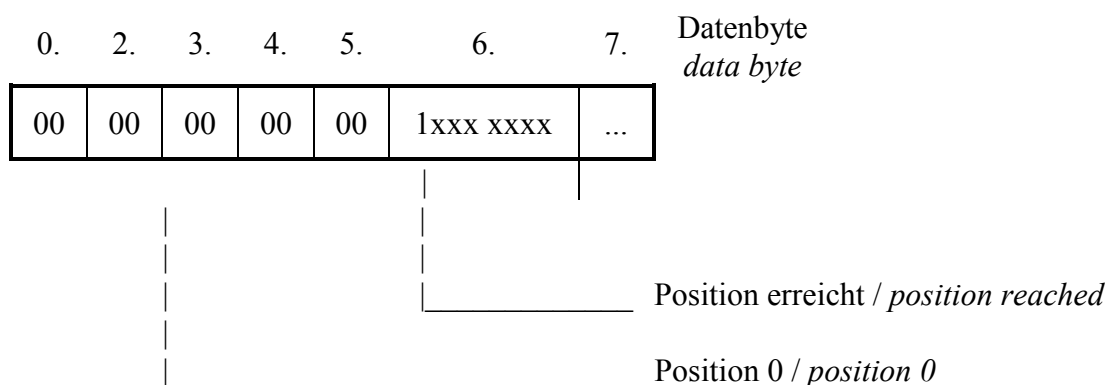 0. 2. 3. 4. 5. 6. 7. Datenbyte
data byte
00 00 00 00 00 1xxx xxxx ...
Position erreicht / position reached
Position 0 / position 0